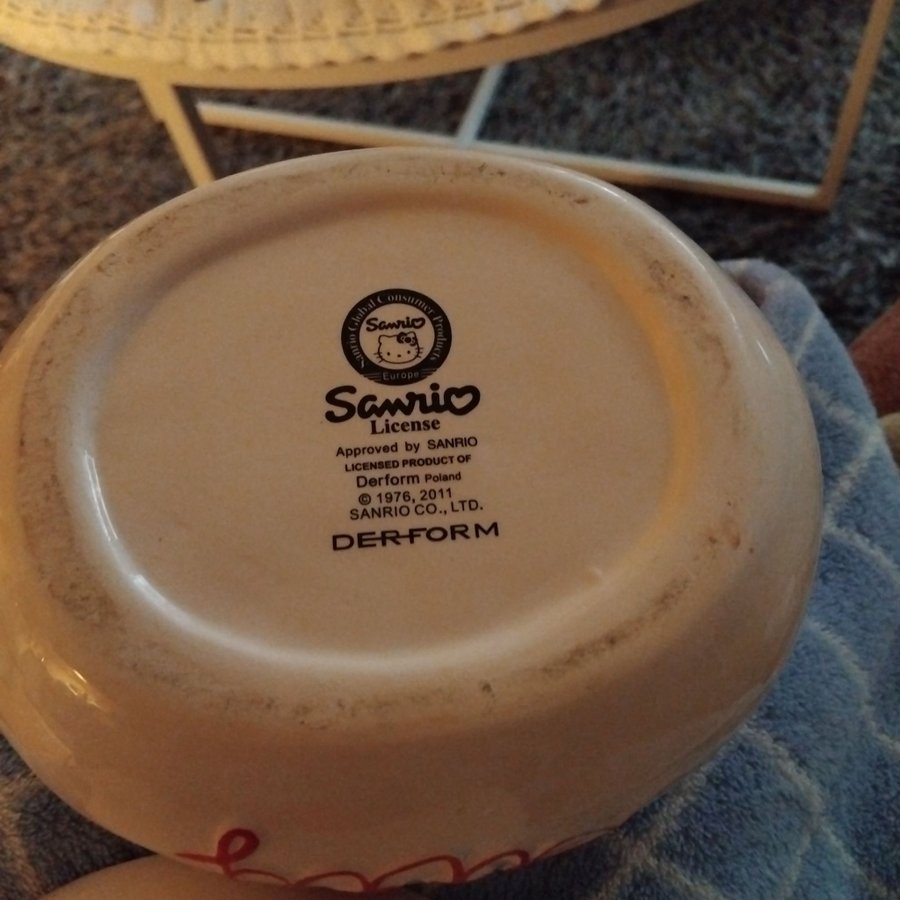 Sanrio Global Consumer Products
Sanrio
Europe
Sanrio
License
Approved by SANRIO
LICENSED PRODUCT OF
Derform Poland
© 1976, 2011
SANRIO CO., LTD.
DERFORM